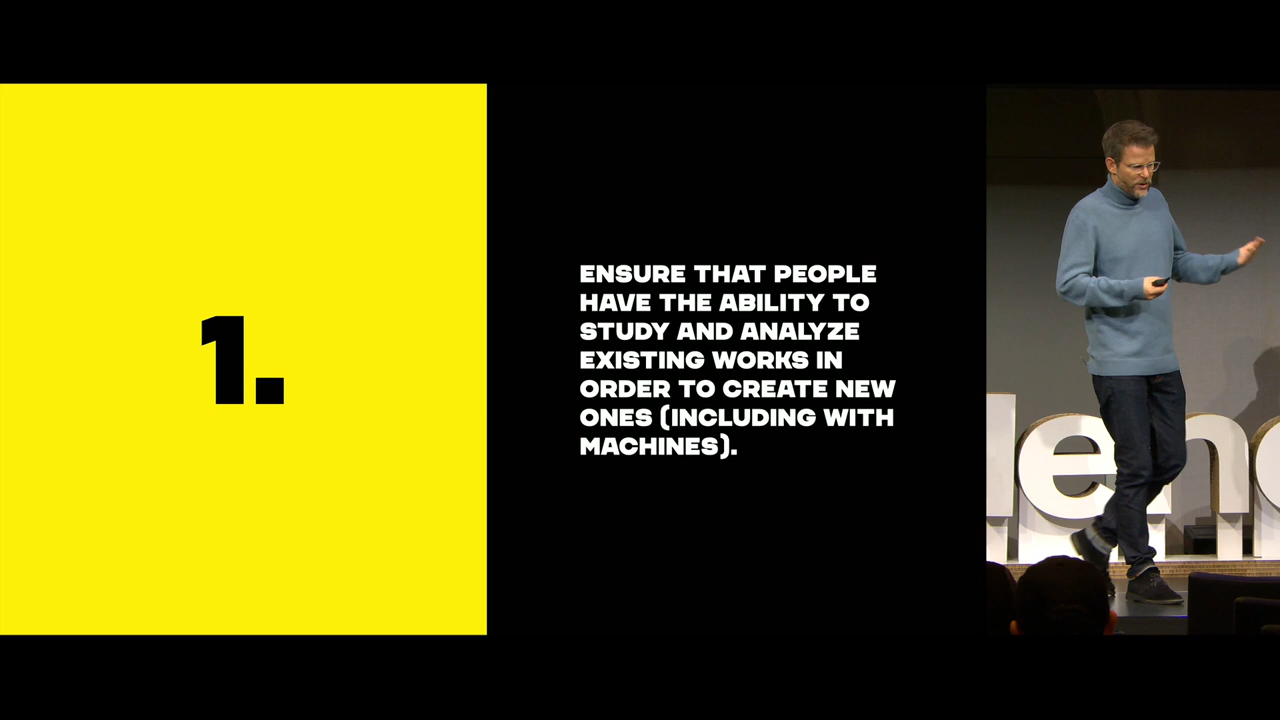 1.
ENSURE THAT PEOPLE
HAVE THE ABILITY TO
STUDY AND ANALYZE
EXISTING WORKS IN
ORDER TO CREATE NEW
ONES (INCLUDING WITH
MACHINES).